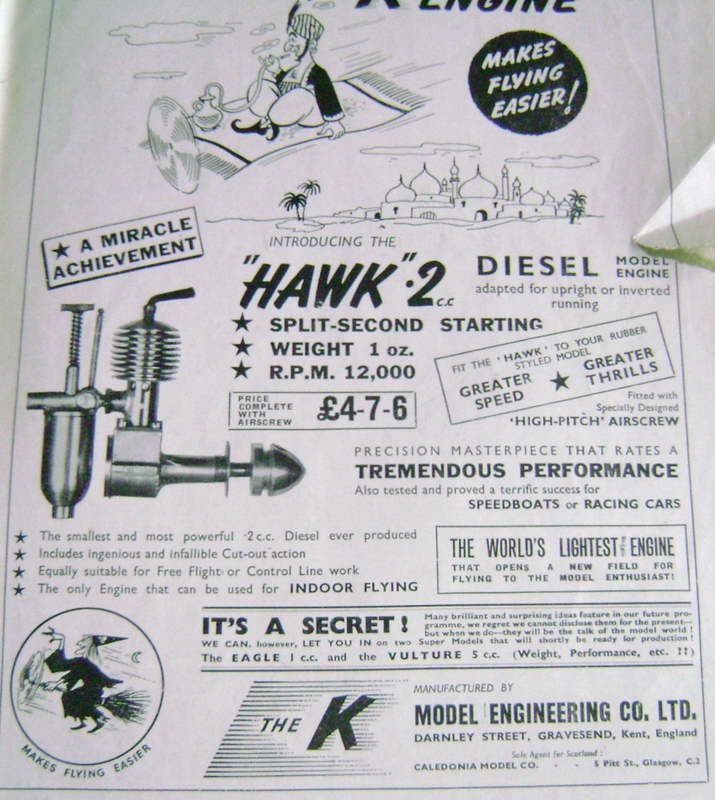 K ENGINE
MAKES
FLYING
EASIER!
★ A MIRACLE
ACHIEVEMENT
INTRODUCING THE
"HAWK" ·2 c.c
DIESEL MODEL ENGINE
adapted for upright or inverted
running
★ SPLIT-SECOND STARTING
★ WEIGHT 1 oz.
★ R.P.M. 12,000
PRICE
COMPLETE
WITH
AIRSCREW
£4-7-6
FIT THE 'HAWK' TO YOUR RUBBER
STYLED MODEL
GREATER SPEED ★ GREATER THRILLS
Fitted with
Specially Designed
'HIGH-PITCH' AIRSCREW
PRECISION MASTERPIECE THAT RATES A
TREMENDOUS PERFORMANCE
Also tested and proved a terrific success for
SPEEDBOATS or RACING CARS
★ The smallest and most powerful ·2 c.c. Diesel ever produced
★ Includes ingenious and infallible Cut-out action
★ Equally suitable for Free Flight or Control Line work
★ The only Engine that can be used for INDOOR FLYING
THE WORLD'S LIGHTEST ENGINE
THAT OPENS A NEW FIELD FOR
FLYING TO THE MODEL ENTHUSIAST!
IT'S A SECRET!
Many brilliant and surprising ideas feature in our future pro-
gramme, we regret we cannot disclose them for the present—
but when we do—they will be the talk of the model world!
WE CAN, however, LET YOU IN on two Super Models that will shortly be ready for production!
The EAGLE 1 c.c. and the VULTURE 5 c.c. (Weight, Performance, etc. ??)
MAKES FLYING EASIER
THE K
MANUFACTURED BY
MODEL ENGINEERING CO. LTD.
DARNLEY STREET, GRAVESEND, Kent, England
Sole Agent for Scotland:
CALEDONIA MODEL CO. - - 5 Pitt St., Glasgow, C.2